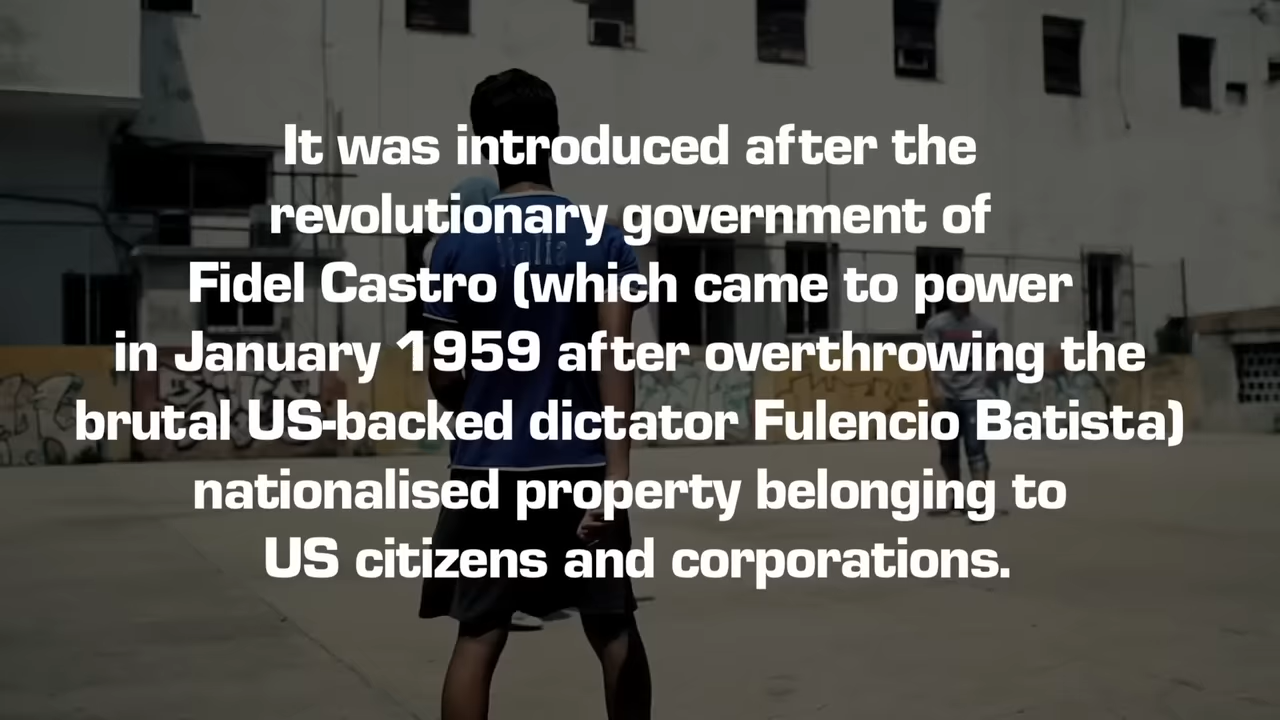 It was introduced after the
revolutionary government of
Fidel Castro (which came to power
in January 1959 after overthrowing the
brutal US-backed dictator Fulencio Batista)
nationalised property belonging to
US citizens and corporations.
Italia